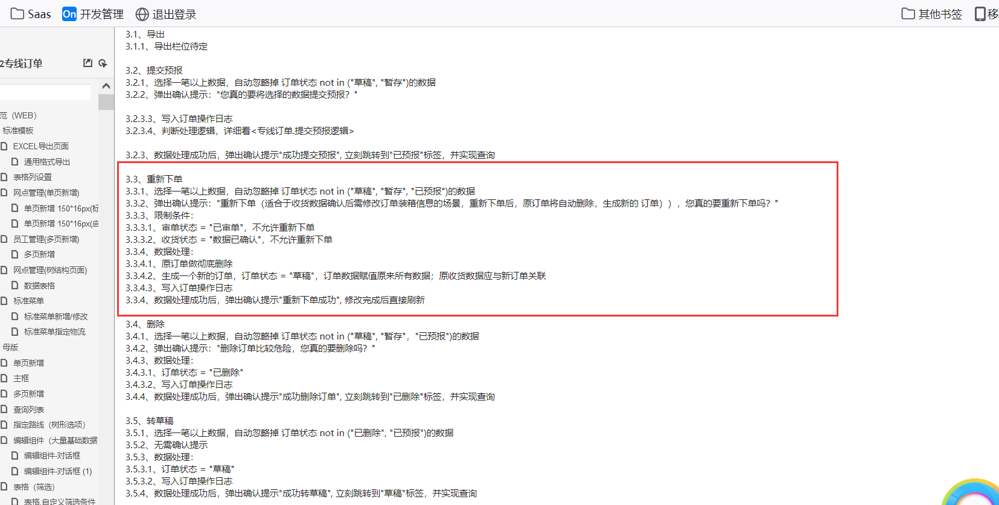 Saas
On 开发管理
退出登录
其他书签
移
2专线订单
范（WEB）
标准模板
EXCEL导出页面
通用格式导出
表格列设置
网点管理(单页新增)
单页新增 150*16px(标
单页新增 150*16px(启
员工管理(多页新增)
多页新增
网点管理(树结构页面)
数据表格
标准菜单
标准菜单新增/修改
标准菜单指定物流
母版
单页新增
主框
多页新增
查询列表
指定路线（树形选项）
编辑组件（大量基础数据
编辑组件-对话框
编辑组件-对话框 (1)
表格（筛选）
表格,自定义筛选条件
3.1、导出
3.1.1、导出栏位待定
3.2、提交预报
3.2.1、选择一笔以上数据，自动忽略掉 订单状态 not in ("草稿", "暂存")的数据
3.2.2、弹出确认提示："您真的要将选择的数据提交预报？"
3.2.3.3、写入订单操作日志
3.2.3.4、判断处理逻辑，详细看<专线订单.提交预报逻辑>
3.2.3、数据处理成功后，弹出确认提示"成功提交预报", 立刻跳转到"已预报"标签，并实现查询
3.3、重新下单
3.3.1、选择一笔以上数据，自动忽略掉 订单状态 not in ("草稿", "暂存", "已预报")的数据
3.3.2、弹出确认提示："重新下单（适合于收货数据确认后需修改订单装箱信息的场景，重新下单后，原订单将自动删除，生成新的 订单））， 您真的要重新下单吗？"
3.3.3、限制条件：
3.3.3.1、审单状态 = "已审单"，不允许重新下单
3.3.3.2、收货状态 = "数据已确认"，不允许重新下单
3.3.4、数据处理：
3.3.4.1、原订单做彻底删除
3.3.4.2、生成一个新的订单，订单状态 = "草稿"，订单数据赋值原来所有数据；原收货数据应与新订单关联
3.3.4.3、写入订单操作日志
3.3.4、数据处理成功后，弹出确认提示"重新下单成功", 修改完成后直接刷新
3.4、删除
3.4.1、选择一笔以上数据，自动忽略掉 订单状态 not in ("草稿", "暂存"，"已预报")的数据
3.4.2、弹出确认提示："删除订单比较危险，您真的要删除吗？"
3.4.3、数据处理：
3.4.3.1、订单状态 = "已删除"
3.4.3.2、写入订单操作日志
3.4.4、数据处理成功后，弹出确认提示"成功删除订单", 立刻跳转到"已删除"标签，并实现查询
3.5、转草稿
3.5.1、选择一笔以上数据，自动忽略掉 订单状态 not in ("已删除", "已预报")的数据
3.5.2、无需确认提示
3.5.3、数据处理：
3.5.3.1、订单状态 = "草稿"
3.5.3.2、写入订单操作日志
3.5.4、数据处理成功后，弹出确认提示"成功转草稿", 立刻跳转到"草稿"标签，并实现查询